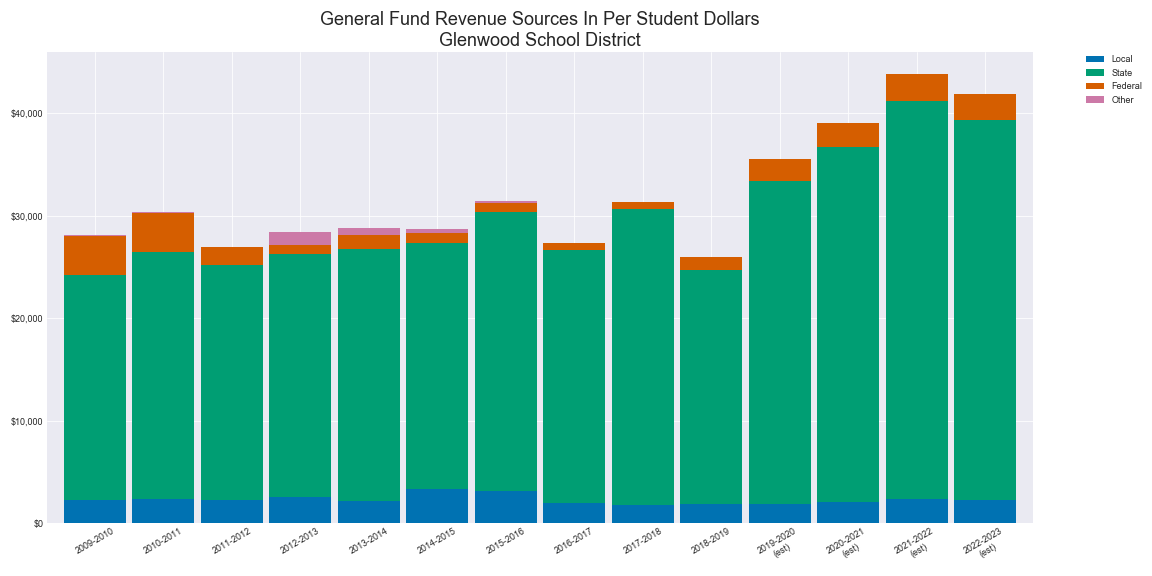 General Fund Revenue Sources In Per Student Dollars
Glenwood School District
Local
State
Federal
Other
$40,000
$30,000
$20,000
$10,000
$0
2009-2010
2010-2011
2011-2012
2012-2013
2013-2014
2014-2015
2015-2016
2016-2017
2017-2018
2018-2019
2019-2020
(est)
2020-2021
(est)
2021-2022
(est)
2022-2023
(est)